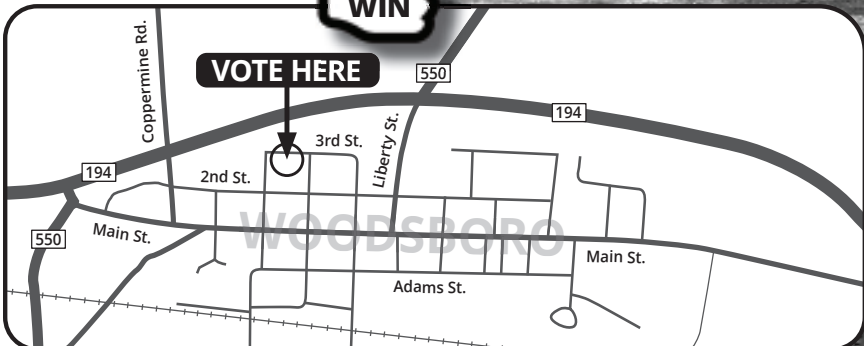 WIN
Coppermine Rd.
VOTE HERE
550
194
3rd St.
Liberty St.
194
2nd St.
WOODSBORO
550
Main St.
Main St.
Adams St.